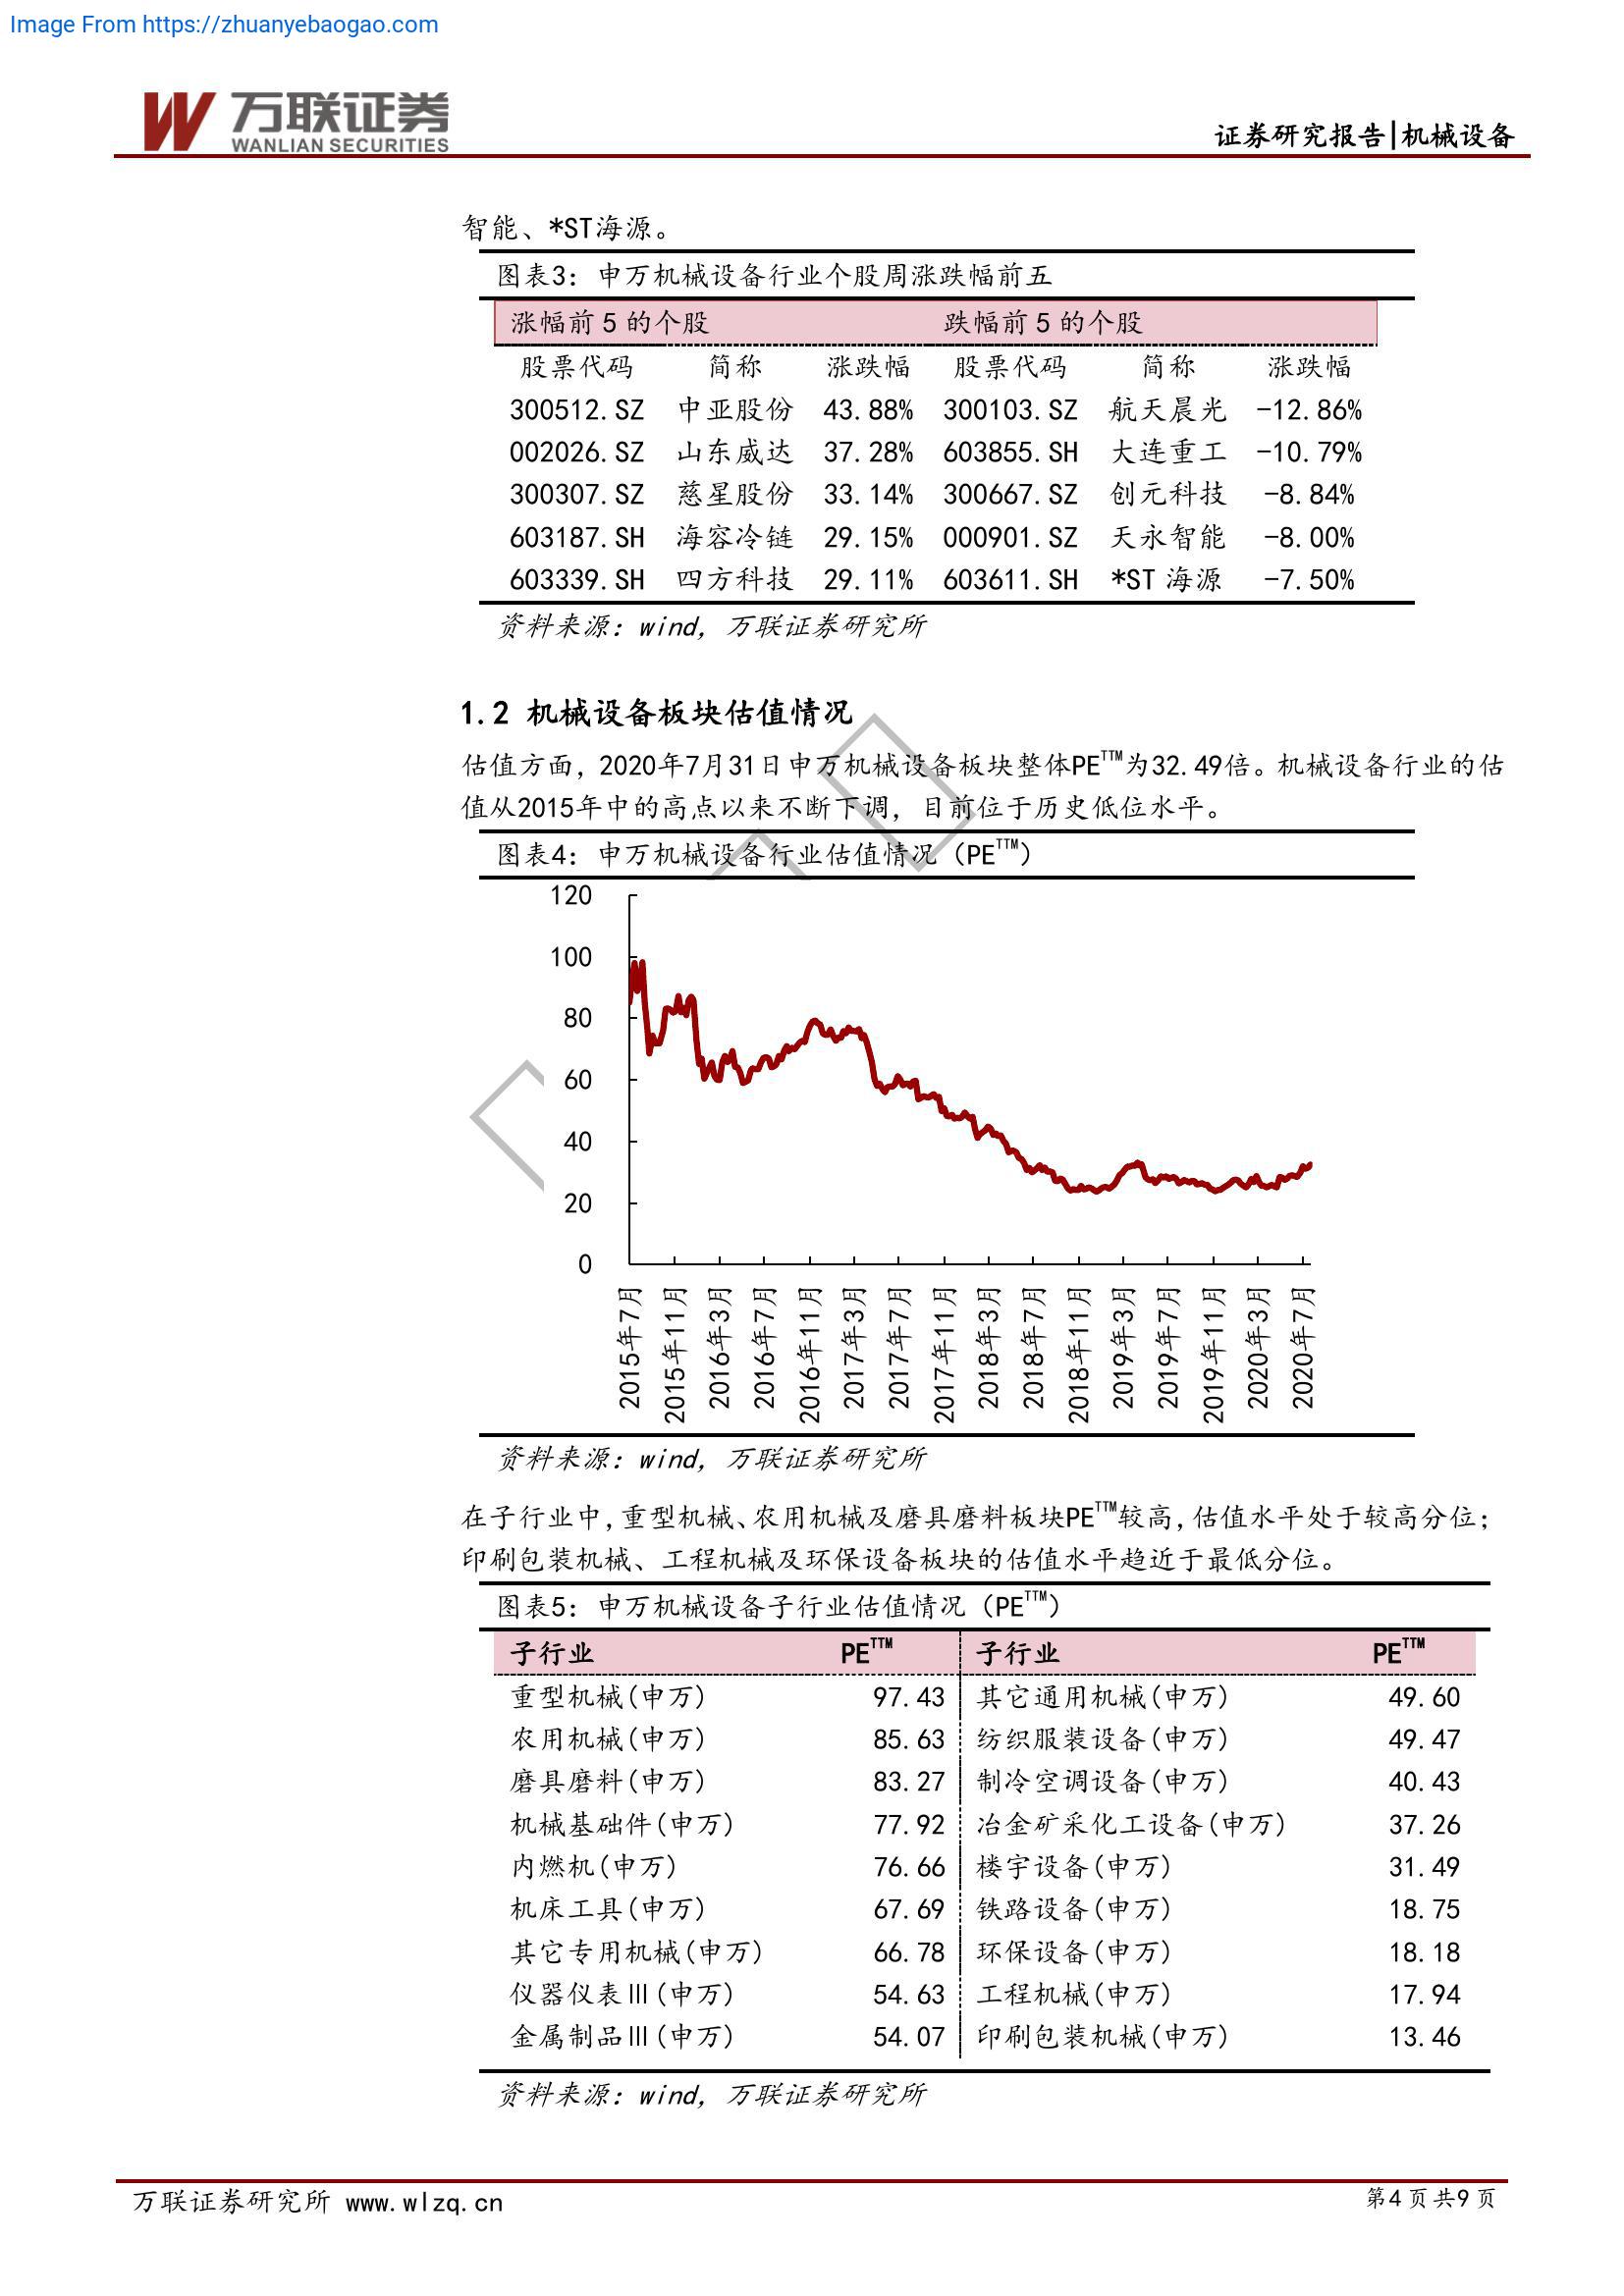 Image From https://zhuanyebaogao.com
万联证券
WANLIAN SECURITIES
证券研究报告|机械设备
智能、*ST海源。
图表3：申万机械设备行业个股周涨跌幅前五
涨幅前 5 的个股 跌幅前 5 的个股
股票代码 简称 涨跌幅 股票代码 简称 涨跌幅
300512.SZ 中亚股份 43.88% 300103.SZ 航天晨光 -12.86%
002026.SZ 山东威达 37.28% 603855.SH 大连重工 -10.79%
300307.SZ 慈星股份 33.14% 300667.SZ 创元科技 -8.84%
603187.SH 海容冷链 29.15% 000901.SZ 天永智能 -8.00%
603339.SH 四方科技 29.11% 603611.SH *ST 海源 -7.50%
资料来源：wind，万联证券研究所
1.2 机械设备板块估值情况
估值方面，2020年7月31日申万机械设备板块整体PETTM为32.49倍。机械设备行业的估
值从2015年中的高点以来不断下调，目前位于历史低位水平。
图表4：申万机械设备行业估值情况（PETTM）
120
100
80
60
40
20
0
2015年7月 2015年11月 2016年3月 2016年7月 2016年11月 2017年3月 2017年7月 2017年11月 2018年3月 2018年7月 2018年11月 2019年3月 2019年7月 2019年11月 2020年3月 2020年7月
资料来源：wind，万联证券研究所
在子行业中，重型机械、农用机械及磨具磨料板块PETTM较高，估值水平处于较高分位；
印刷包装机械、工程机械及环保设备板块的估值水平趋近于最低分位。
图表5：申万机械设备子行业估值情况（PETTM）
子行业 PETTM 子行业 PETTM
重型机械(申万) 97.43 其它通用机械(申万) 49.60
农用机械(申万) 85.63 纺织服装设备(申万) 49.47
磨具磨料(申万) 83.27 制冷空调设备(申万) 40.43
机械基础件(申万) 77.92 冶金矿采化工设备(申万) 37.26
内燃机(申万) 76.66 楼宇设备(申万) 31.49
机床工具(申万) 67.69 铁路设备(申万) 18.75
其它专用机械(申万) 66.78 环保设备(申万) 18.18
仪器仪表Ⅲ(申万) 54.63 工程机械(申万) 17.94
金属制品Ⅲ(申万) 54.07 印刷包装机械(申万) 13.46
资料来源：wind，万联证券研究所
万联证券研究所 www.wlzq.cn
第4页共9页